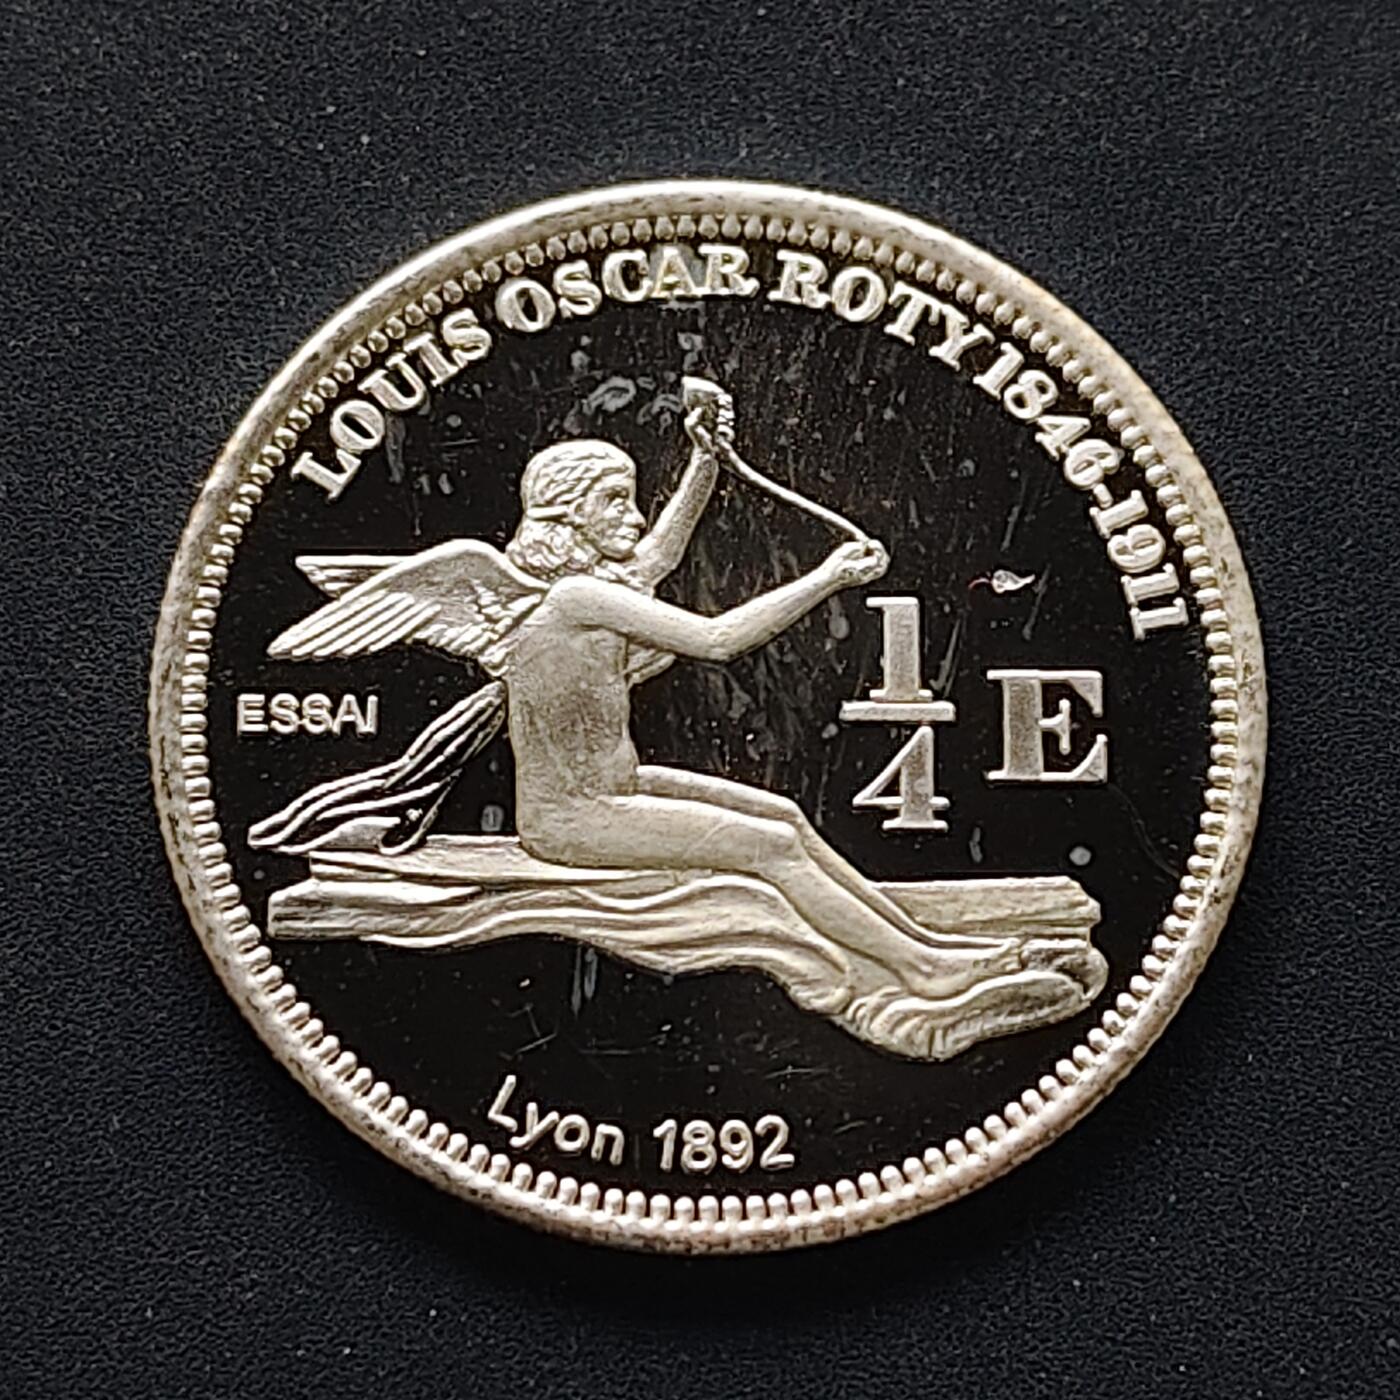 LOUIS OSCAR ROTY 1846-1911
1/4 E
ESSAI
Lyon 1892